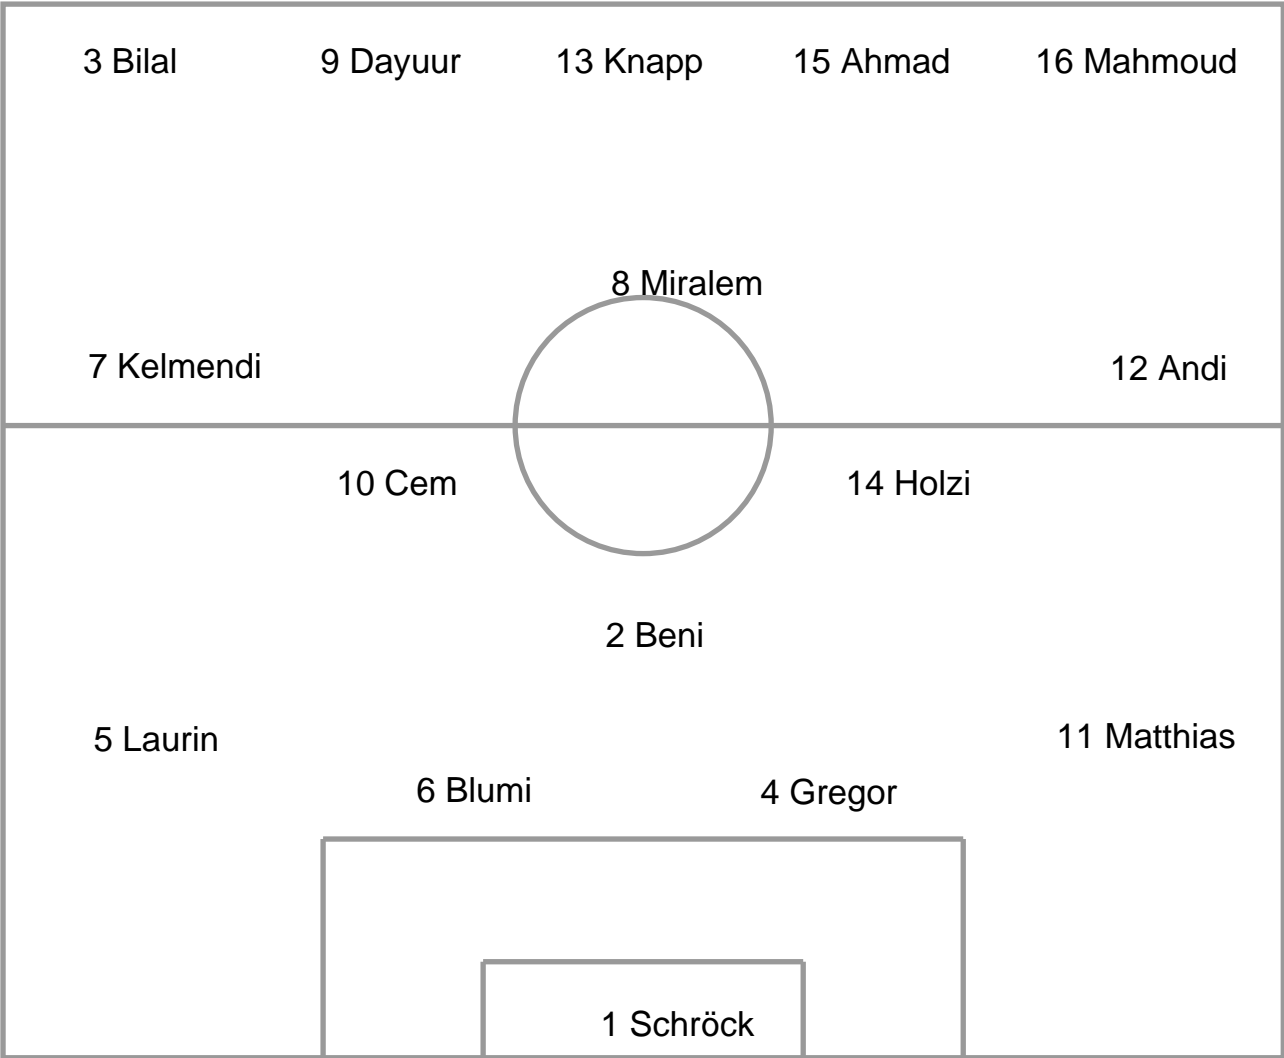 3 Bilal 9 Dayuur 13 Knapp 15 Ahmad 16 Mahmoud
8 Miralem
7 Kelmendi 12 Andi
10 Cem 14 Holzi
2 Beni
5 Laurin 11 Matthias
6 Blumi 4 Gregor
1 Schröck